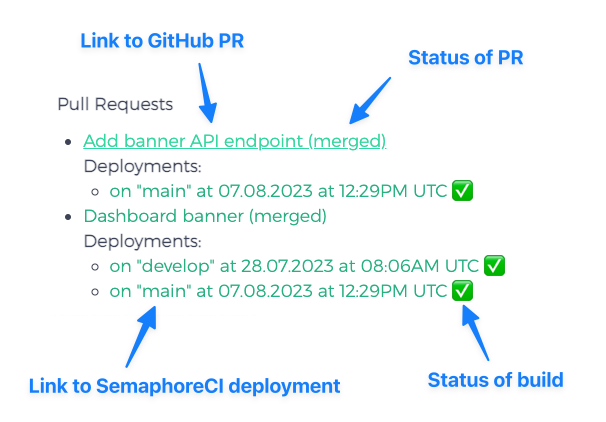 Link to GitHub PR
Status of PR
Pull Requests
Add banner API endpoint (merged)
Deployments:
on "main" at 07.08.2023 at 12:29PM UTC ✅
Dashboard banner (merged)
Deployments:
on "develop" at 28.07.2023 at 08:06AM UTC ✅
on "main" at 07.08.2023 at 12:29PM UTC ✅
Link to SemaphoreCI deployment
Status of build